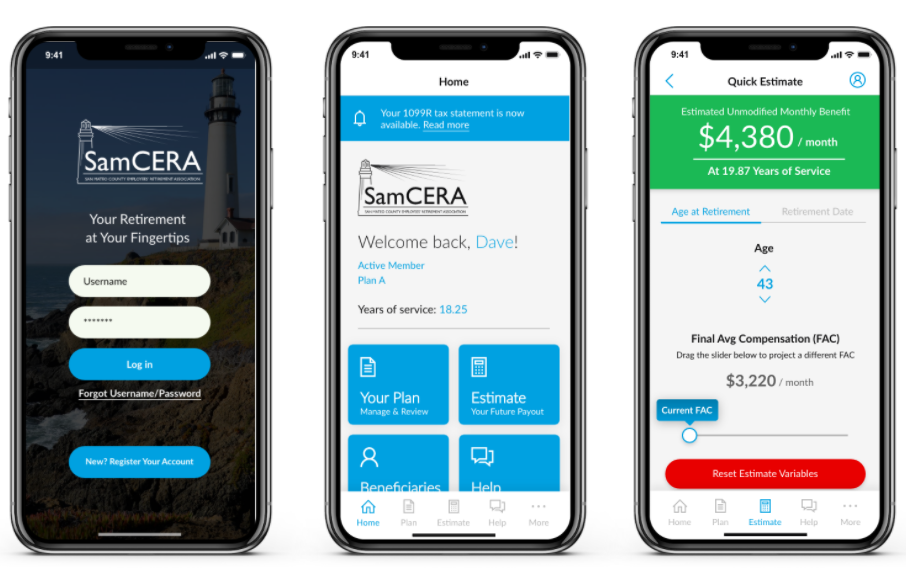 9:41
SamCERA
SAN MATEO COUNTY EMPLOYEES' RETIREMENT ASSOCIATION
Your Retirement
at Your Fingertips
Username
*******
Log in
Forgot Username/Password
New? Register Your Account
9:41
Home
Your 1099R tax statement is now
available. Read more
SamCERA
SAN MATEO COUNTY EMPLOYEES' RETIREMENT ASSOCIATION
Welcome back, Dave!
Active Member
Plan A
Years of service: 18.25
Your Plan
Manage & Review
Estimate
Your Future Payout
Beneficiaries
Help
Home
Plan
Estimate
Help
More
9:41
Quick Estimate
Estimated Unmodified Monthly Benefit
$4,380 / month
At 19.87 Years of Service
Age at Retirement
Retirement Date
Age
43
Final Avg Compensation (FAC)
Drag the slider below to project a different FAC
$3,220 / month
Current FAC
Reset Estimate Variables
Home
Plan
Estimate
Help
More